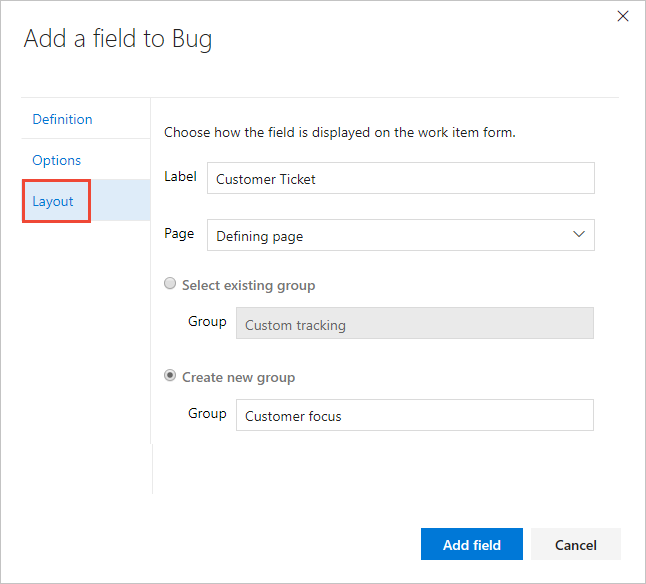 Add a field to Bug
Definition
Options
Layout
Choose how the field is displayed on the work item form.
Label Customer Ticket
Page Defining page
Select existing group
Group Custom tracking
Create new group
Group Customer focus
Add field Cancel